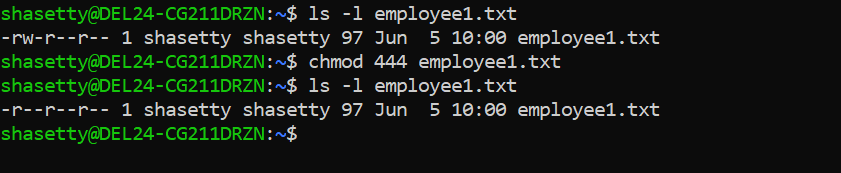 shasetty@DEL24-CG211DRZN:~$ ls -l employee1.txt
-rw-r--r-- 1 shasetty shasetty 97 Jun  5 10:00 employee1.txt
shasetty@DEL24-CG211DRZN:~$ chmod 444 employee1.txt
shasetty@DEL24-CG211DRZN:~$ ls -l employee1.txt
-r--r--r-- 1 shasetty shasetty 97 Jun  5 10:00 employee1.txt
shasetty@DEL24-CG211DRZN:~$